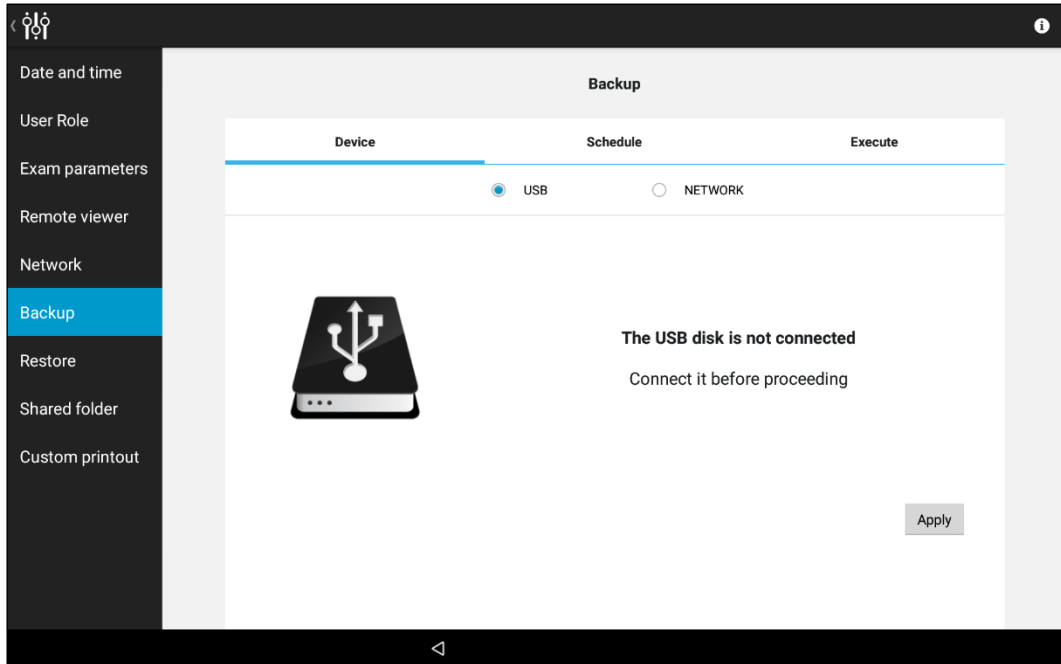 Date and time
User Role
Exam parameters
Remote viewer
Network
Backup
Restore
Shared folder
Custom printout
Backup
Device Schedule Execute
USB NETWORK
The USB disk is not connected
Connect it before proceeding
Apply